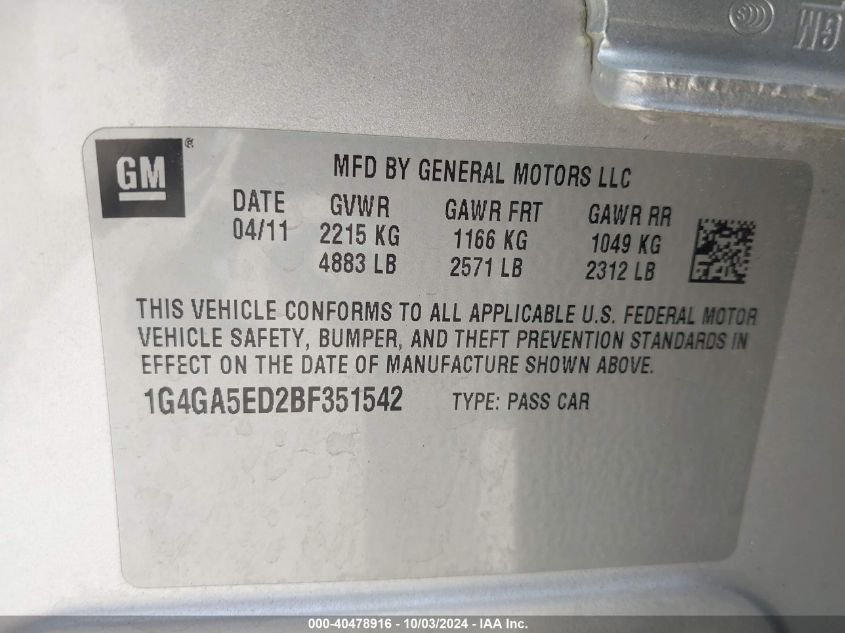 GM
GM ®
MFD BY GENERAL MOTORS LLC
DATE GVWR GAWR FRT GAWR RR
04/11 2215 KG 1166 KG 1049 KG
4883 LB 2571 LB 2312 LB
THIS VEHICLE CONFORMS TO ALL APPLICABLE U.S. FEDERAL MOTOR
VEHICLE SAFETY, BUMPER, AND THEFT PREVENTION STANDARDS IN
EFFECT ON THE DATE OF MANUFACTURE SHOWN ABOVE.
1G4GA5ED2BF351542 TYPE: PASS CAR
000-40478916 - 10/03/2024 - IAA Inc.